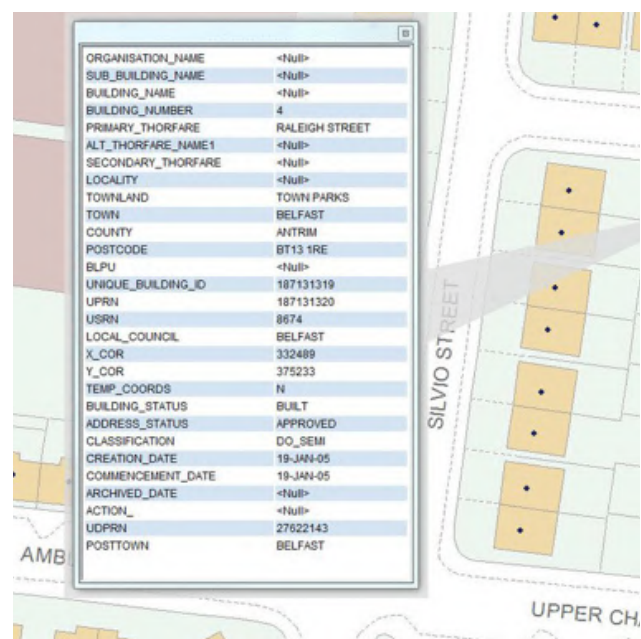 ORGANISATION_NAME <Null>
SUB_BUILDING_NAME <Null>
BUILDING_NAME <Null>
BUILDING_NUMBER 4
PRIMARY_THORFARE RALEIGH STREET
ALT_THORFARE_NAME1 <Null>
SECONDARY_THORFARE <Null>
LOCALITY <Null>
TOWNLAND TOWN PARKS
TOWN BELFAST
COUNTY ANTRIM
POSTCODE BT13 1RE
BLPU <Null>
UNIQUE_BUILDING_ID 187131319
UPRN 187131320
USRN 8674
LOCAL_COUNCIL BELFAST
X_COR 332489
Y_COR 375233
TEMP_COORDS N
BUILDING_STATUS BUILT
ADDRESS_STATUS APPROVED
CLASSIFICATION DO_SEMI
CREATION_DATE 19-JAN-05
COMMENCEMENT_DATE 19-JAN-05
ARCHIVED_DATE <Null>
ACTION_ <Null>
UDPRN 27622143
POSTTOWN BELFAST
SILVIO STREET
AMB
UPPER CH